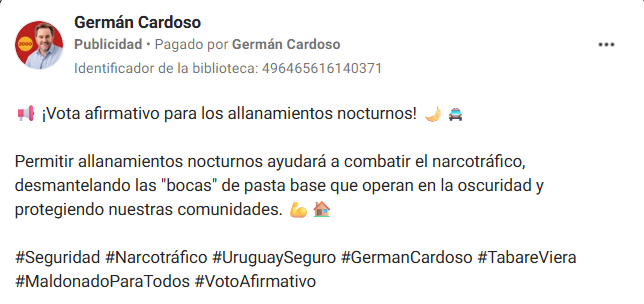 Germán Cardoso
Publicidad • Pagado por Germán Cardoso
Identificador de la biblioteca: 496465616140371
📢 ¡Vota afirmativo para los allanamientos nocturnos! 🌙 🚔
Permitir allanamientos nocturnos ayudará a combatir el narcotráfico,
desmantelando las "bocas" de pasta base que operan en la oscuridad y
protegiendo nuestras comunidades. 💪 🏠
#Seguridad #Narcotráfico #UruguaySeguro #GermanCardoso #TabareViera
#MaldonadoParaTodos #VotoAfirmativo